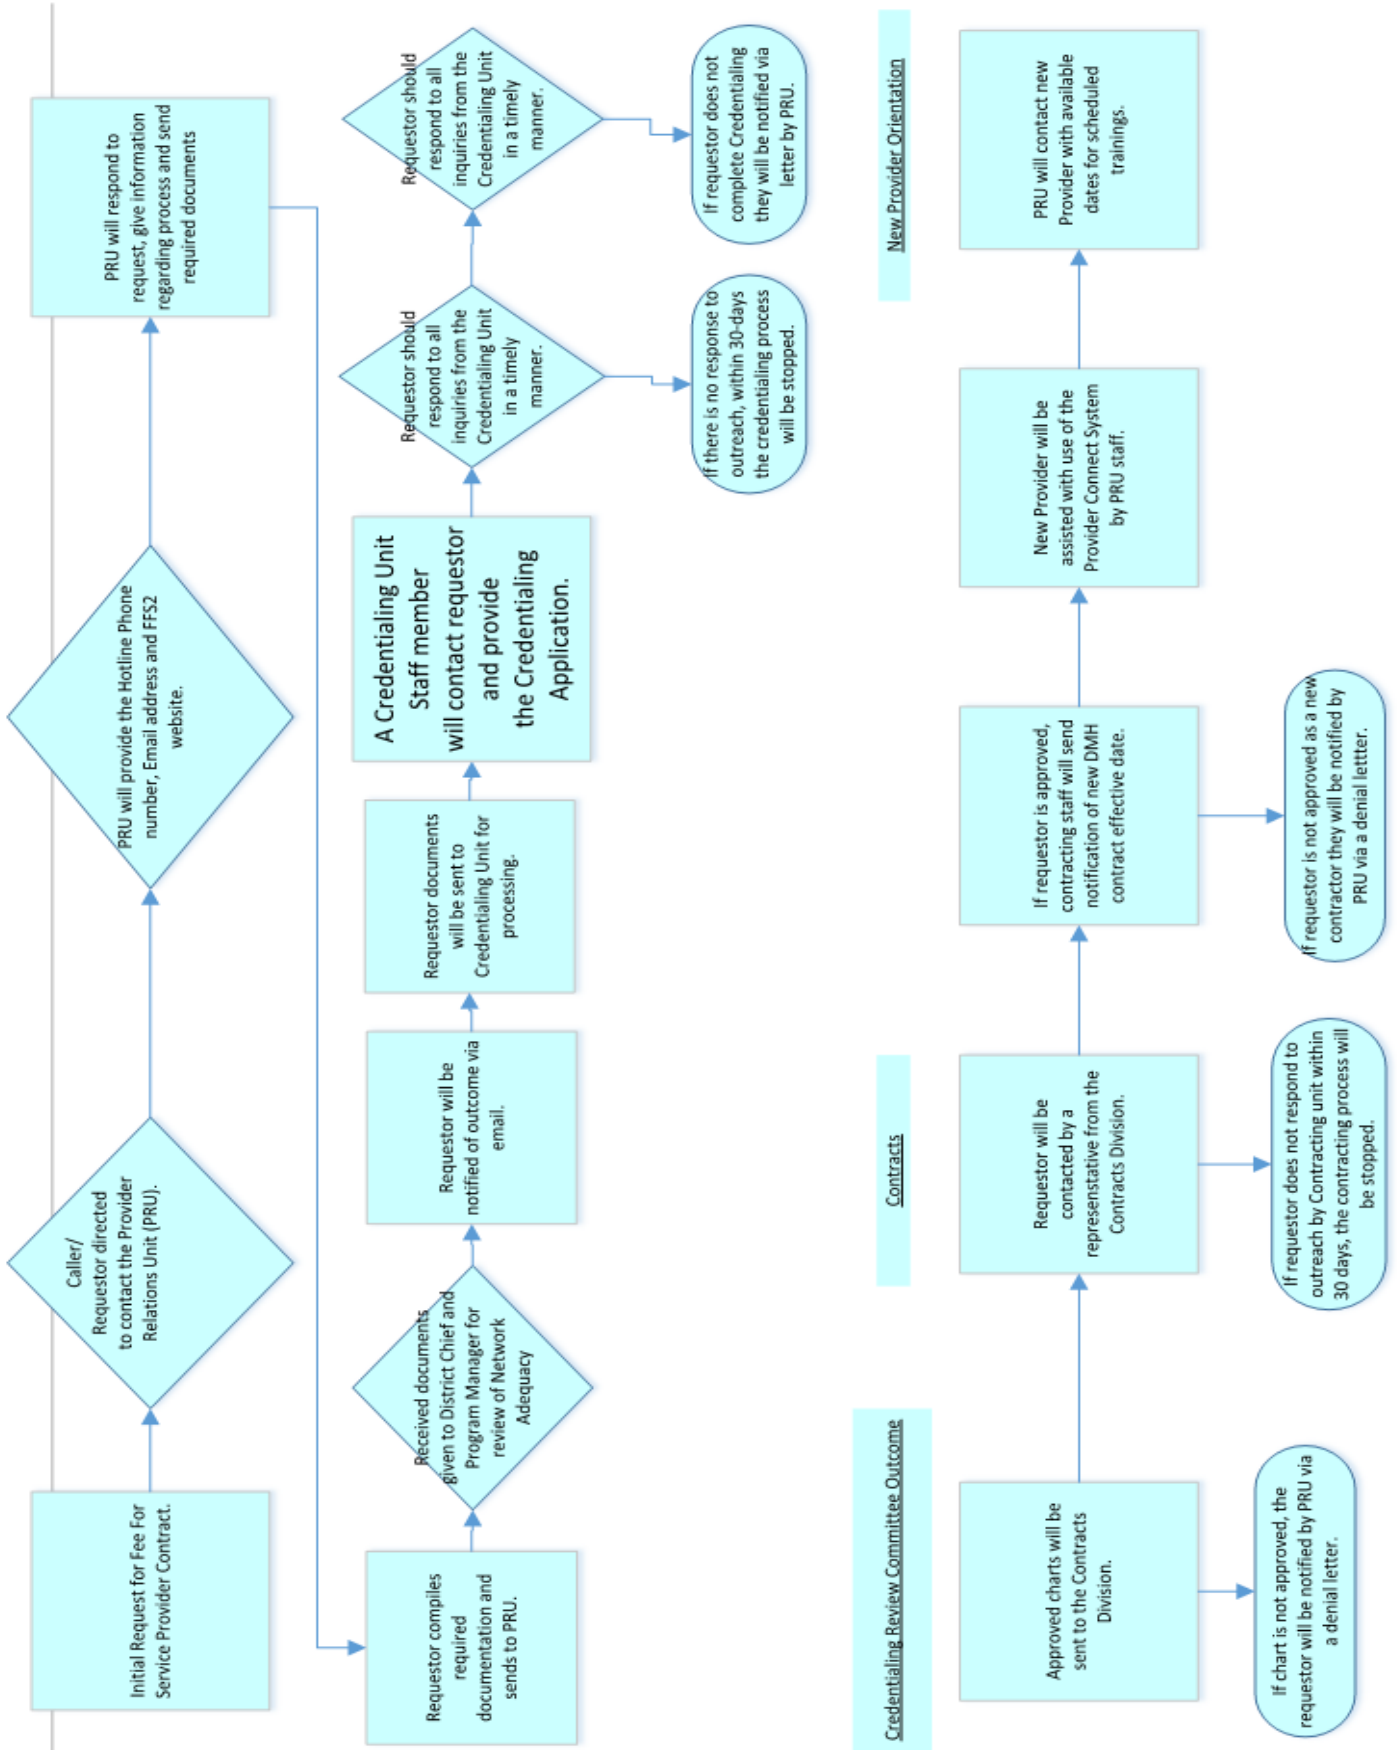 Initial Request for Fee For
Service Provider Contract.
Caller/
Requestor directed
to contact the Provider
Relations Unit (PRU).
PRU will provide the Hotline Phone
number, Email address and FFS2
website.
PRU will respond to
request, give information
regarding process and send
required documents
Requestor compiles
required
documentation and
sends to PRU.
Received documents
given to District Chief and
Program Manager for
review of Network
Adequacy
Requestor will be
notified of outcome via
email.
Requestor documents
will be sent to
Credentialing Unit for
processing.
A Credentialing Unit
Staff member
will contact requestor
and provide
the Credentialing
Application.
Requestor should
respond to all
inquiries from the
Credentialing Unit
in a timely
manner.
Requestor should
respond to all
inquiries from the
Credentialing Unit
in a timely
manner.
If there is no response to
outreach, within 30-days
the credentialing process
will be stopped.
If requestor does not
complete Credentialing
they will be notified via
letter by PRU.
Credentialing Review Committee Outcome
Contracts
New Provider Orientation
Approved charts will be
sent to the Contracts
Division.
Requestor will be
contacted by a
represenstative from the
Contracts Division.
If requestor is approved,
contracting staff will send
notification of new DMH
contract effective date.
New Provider will be
assisted with use of the
Provider Connect System
by PRU staff.
PRU will contact new
Provider with available
dates for scheduled
trainings.
If chart is not approved, the
requestor will be notified by PRU via
a denial letter.
If requestor does not respond to
outreach by Contracting unit within
30 days, the contracting process will
be stopped.
If requestor is not approved as a new
contractor they will be notified by
PRU via a denial lettter.